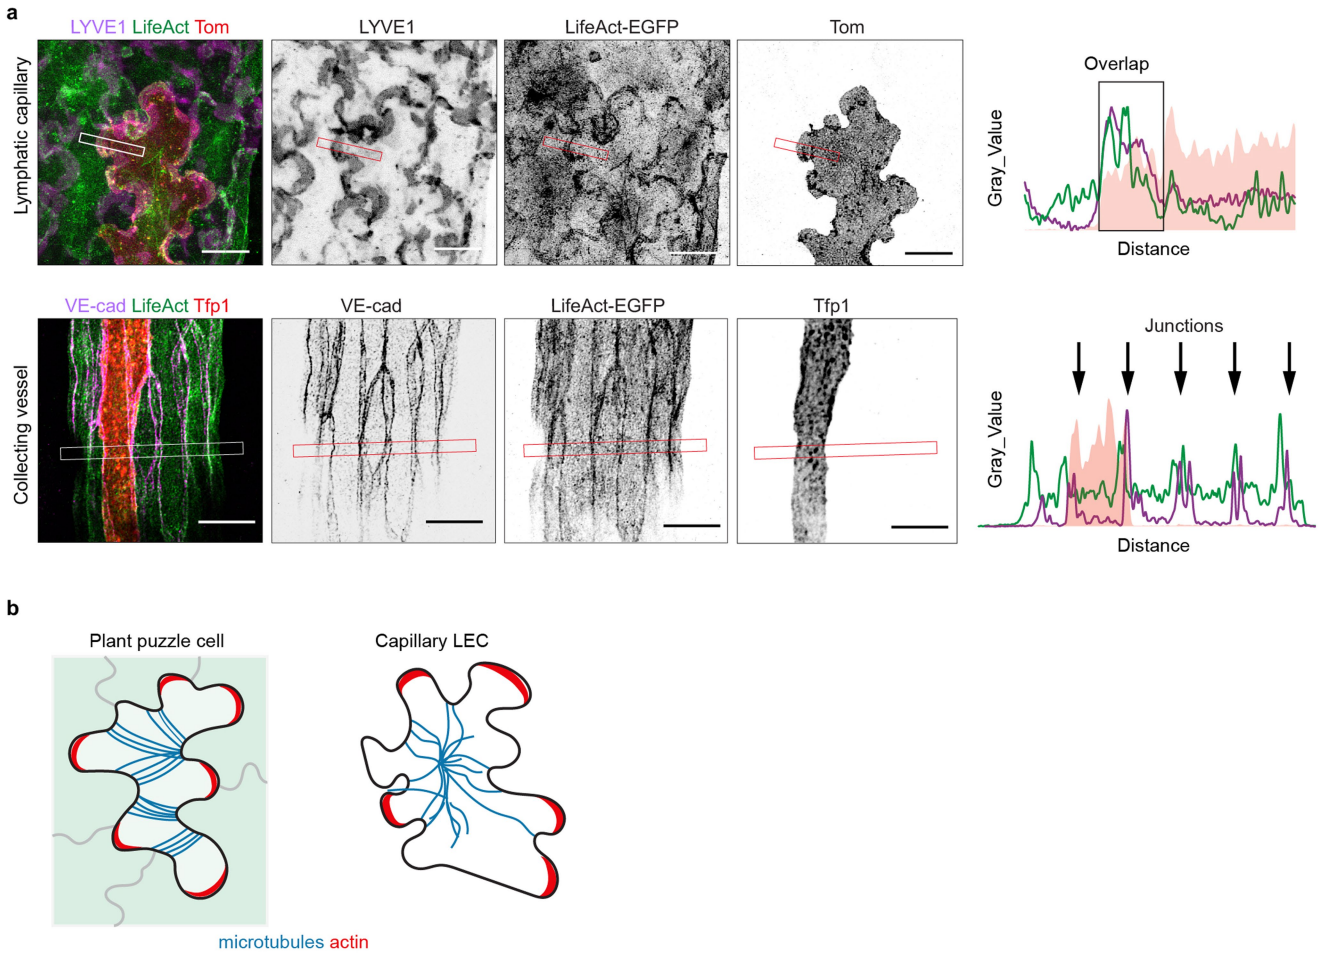 a
LYVE1 LifeAct Tom
LYVE1
LifeAct-EGFP
Tom
Lymphatic capillary
Overlap
Gray_Value
Distance
VE-cad LifeAct Tfp1
VE-cad
LifeAct-EGFP
Tfp1
Collecting vessel
Junctions
Gray_Value
Distance
b
Plant puzzle cell
Capillary LEC
microtubules actin